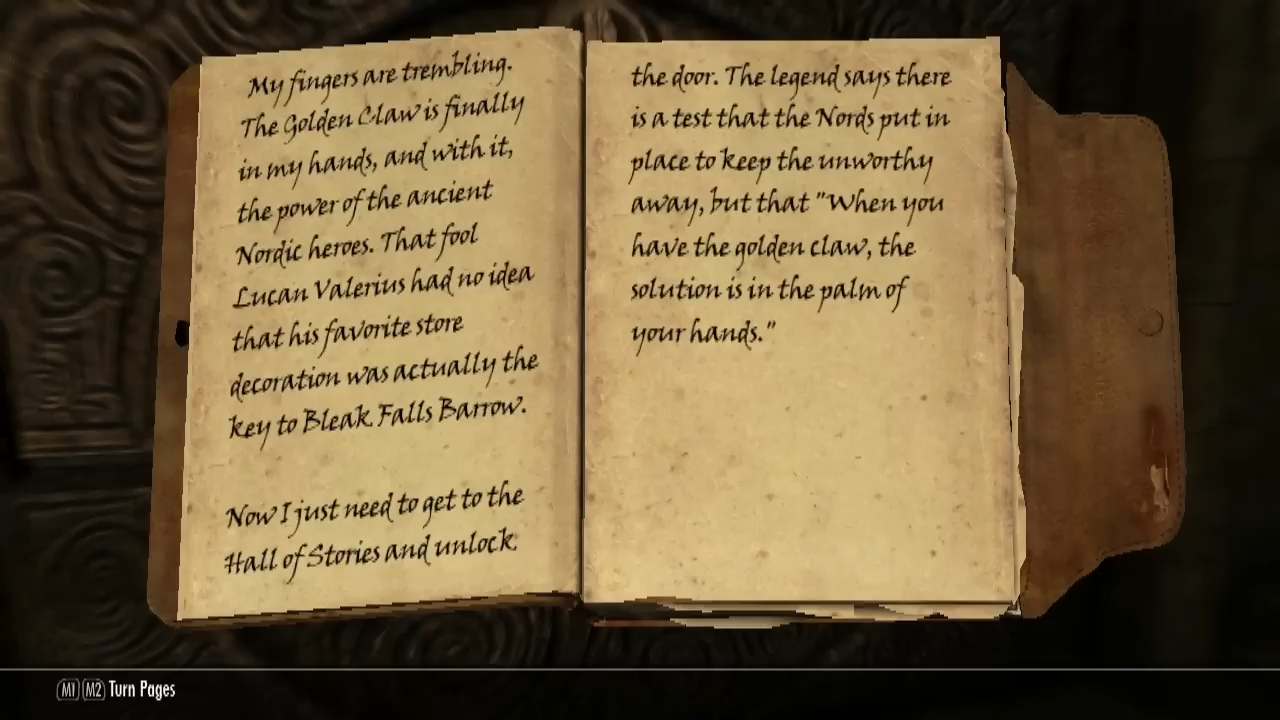 My fingers are trembling.
The Golden Claw is finally
in my hands, and with it,
the power of the ancient
Nordic heroes. That fool
Lucan Valerius had no idea
that his favorite store
decoration was actually the
key to Bleak Falls Barrow.
Now I just need to get to the
Hall of Stories and unlock
the door. The legend says there
is a test that the Nords put in
place to keep the unworthy
away, but that "When you
have the golden claw, the
solution is in the palm of
your hands."
M1 M2 Turn Pages